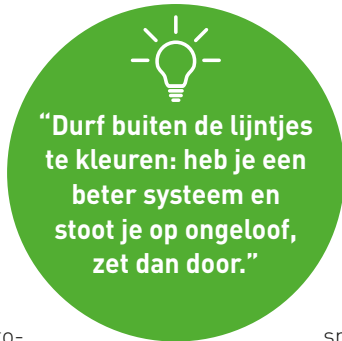 “Durf buiten de lijntjes
te kleuren: heb je een
beter systeem en
stoot je op ongeloof,
zet dan door.”